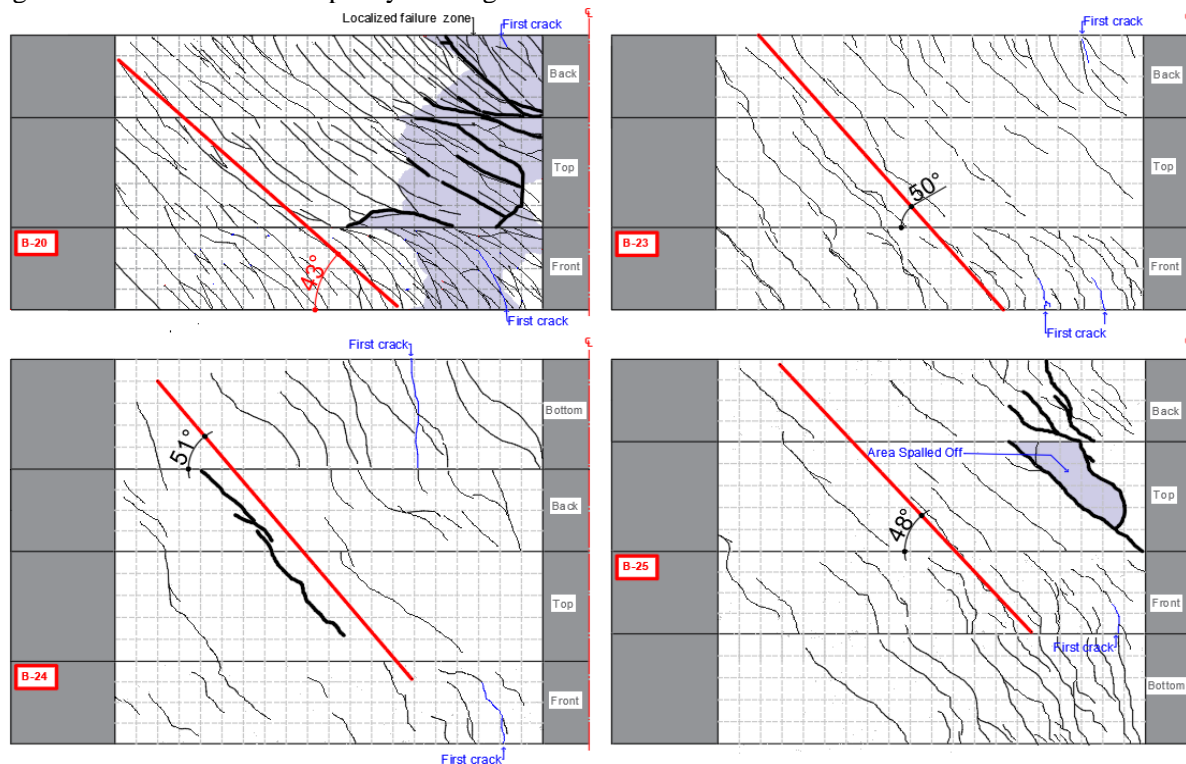 Localized failure zone
First crack
Back
Top
B-20
43°
Front
First crack
First crack
Back
50°
Top
B-23
Front
First crack
First crack
Bottom
51°
Back
Top
B-24
Front
First crack
Back
Area Spalled Off
Top
48°
B-25
Front
First crack
Bottom